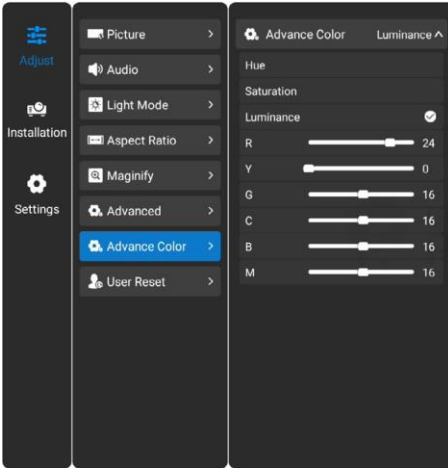 Adjust
Installation
Settings
Picture
Audio
Light Mode
Aspect Ratio
Maginify
Advanced
Advance Color
User Reset
Advance Color Luminance
Hue
Saturation
Luminance
R 24
Y 0
G 16
C 16
B 16
M 16